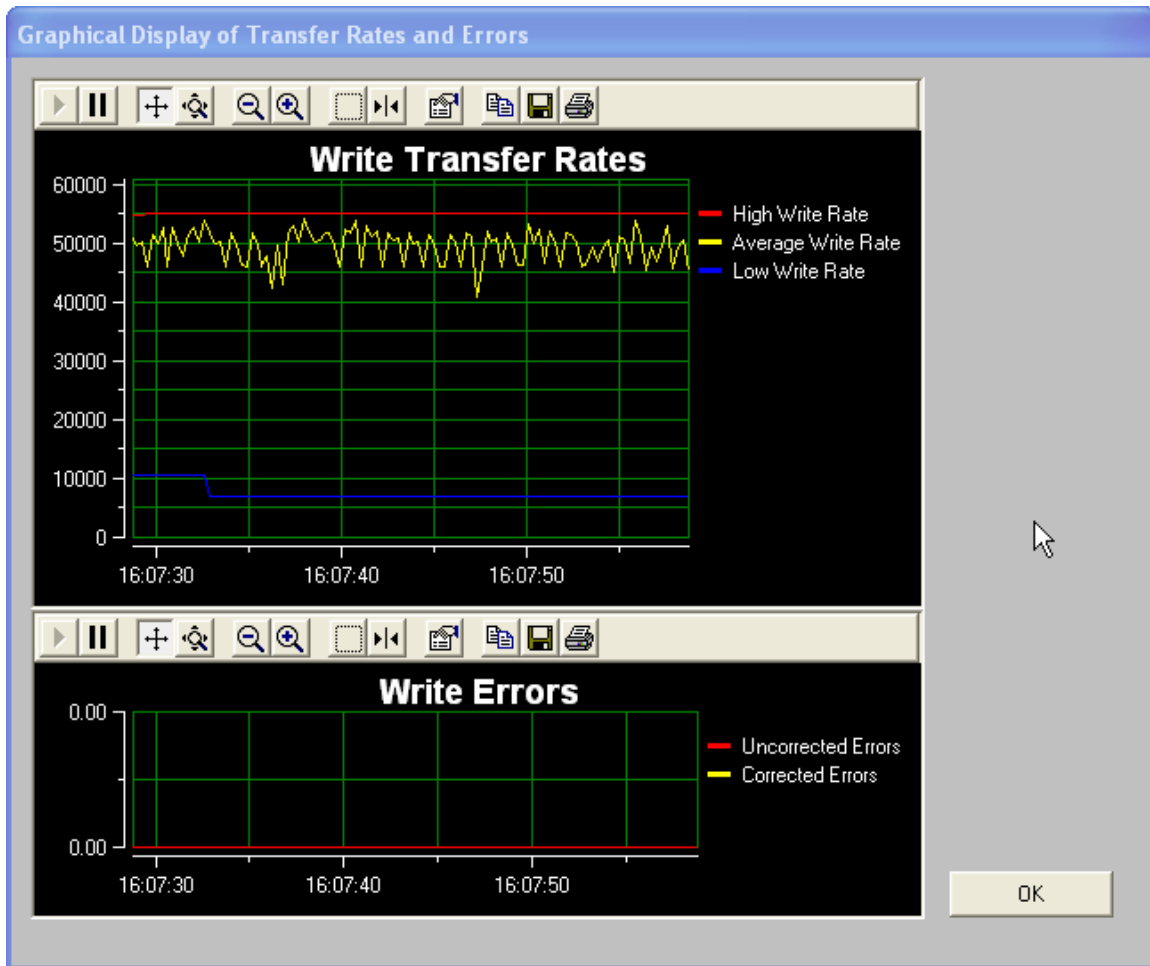 Graphical Display of Transfer Rates and Errors
Write Transfer Rates
60000
50000
40000
30000
20000
10000
0
High Write Rate
Average Write Rate
Low Write Rate
16:07:30 16:07:40 16:07:50
Write Errors
0.00
0.00
Uncorrected Errors
Corrected Errors
16:07:30 16:07:40 16:07:50
OK